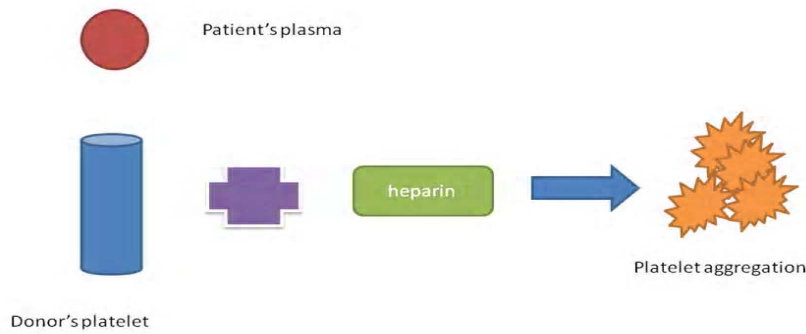 Patient's plasma
heparin
Platelet aggregation
Donor's platelet